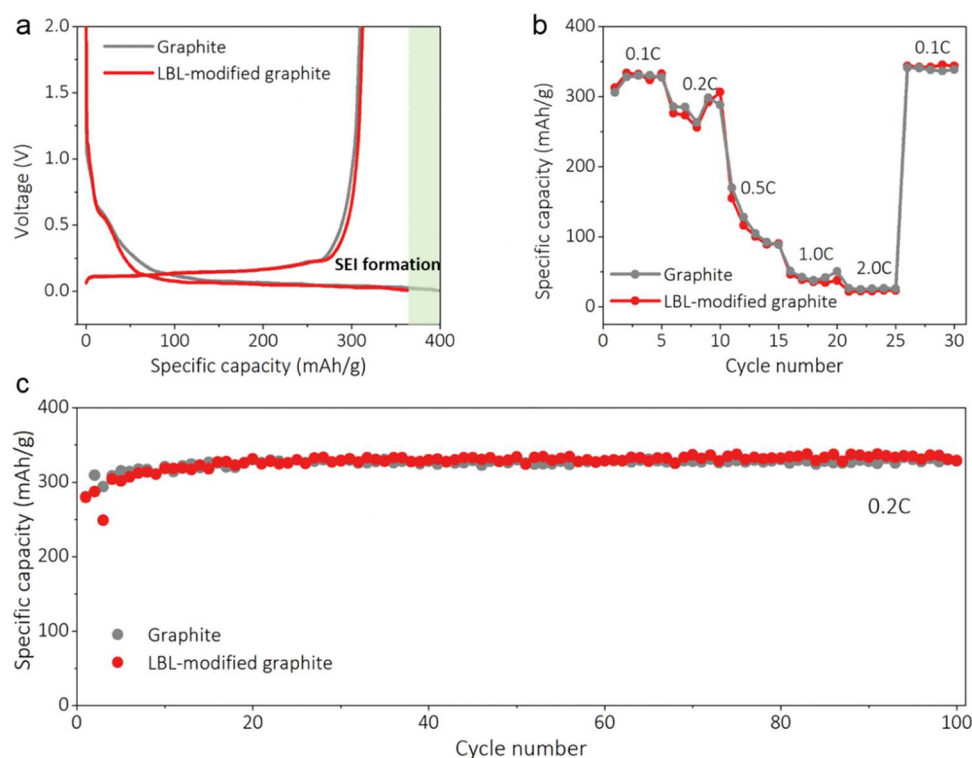 a
2.0
1.5
1.0
0.5
0.0
Voltage (V)
Graphite
LBL-modified graphite
SEI formation
0
100
200
300
400
Specific capacity (mAh/g)
b
400
300
200
100
0
Specific capacity (mAh/g)
0.1C
0.2C
0.5C
1.0C
2.0C
0.1C
Graphite
LBL-modified graphite
0
5
10
15
20
25
30
Cycle number
c
400
300
200
100
0
Specific capacity (mAh/g)
0.2C
Graphite
LBL-modified graphite
0
20
40
60
80
100
Cycle number